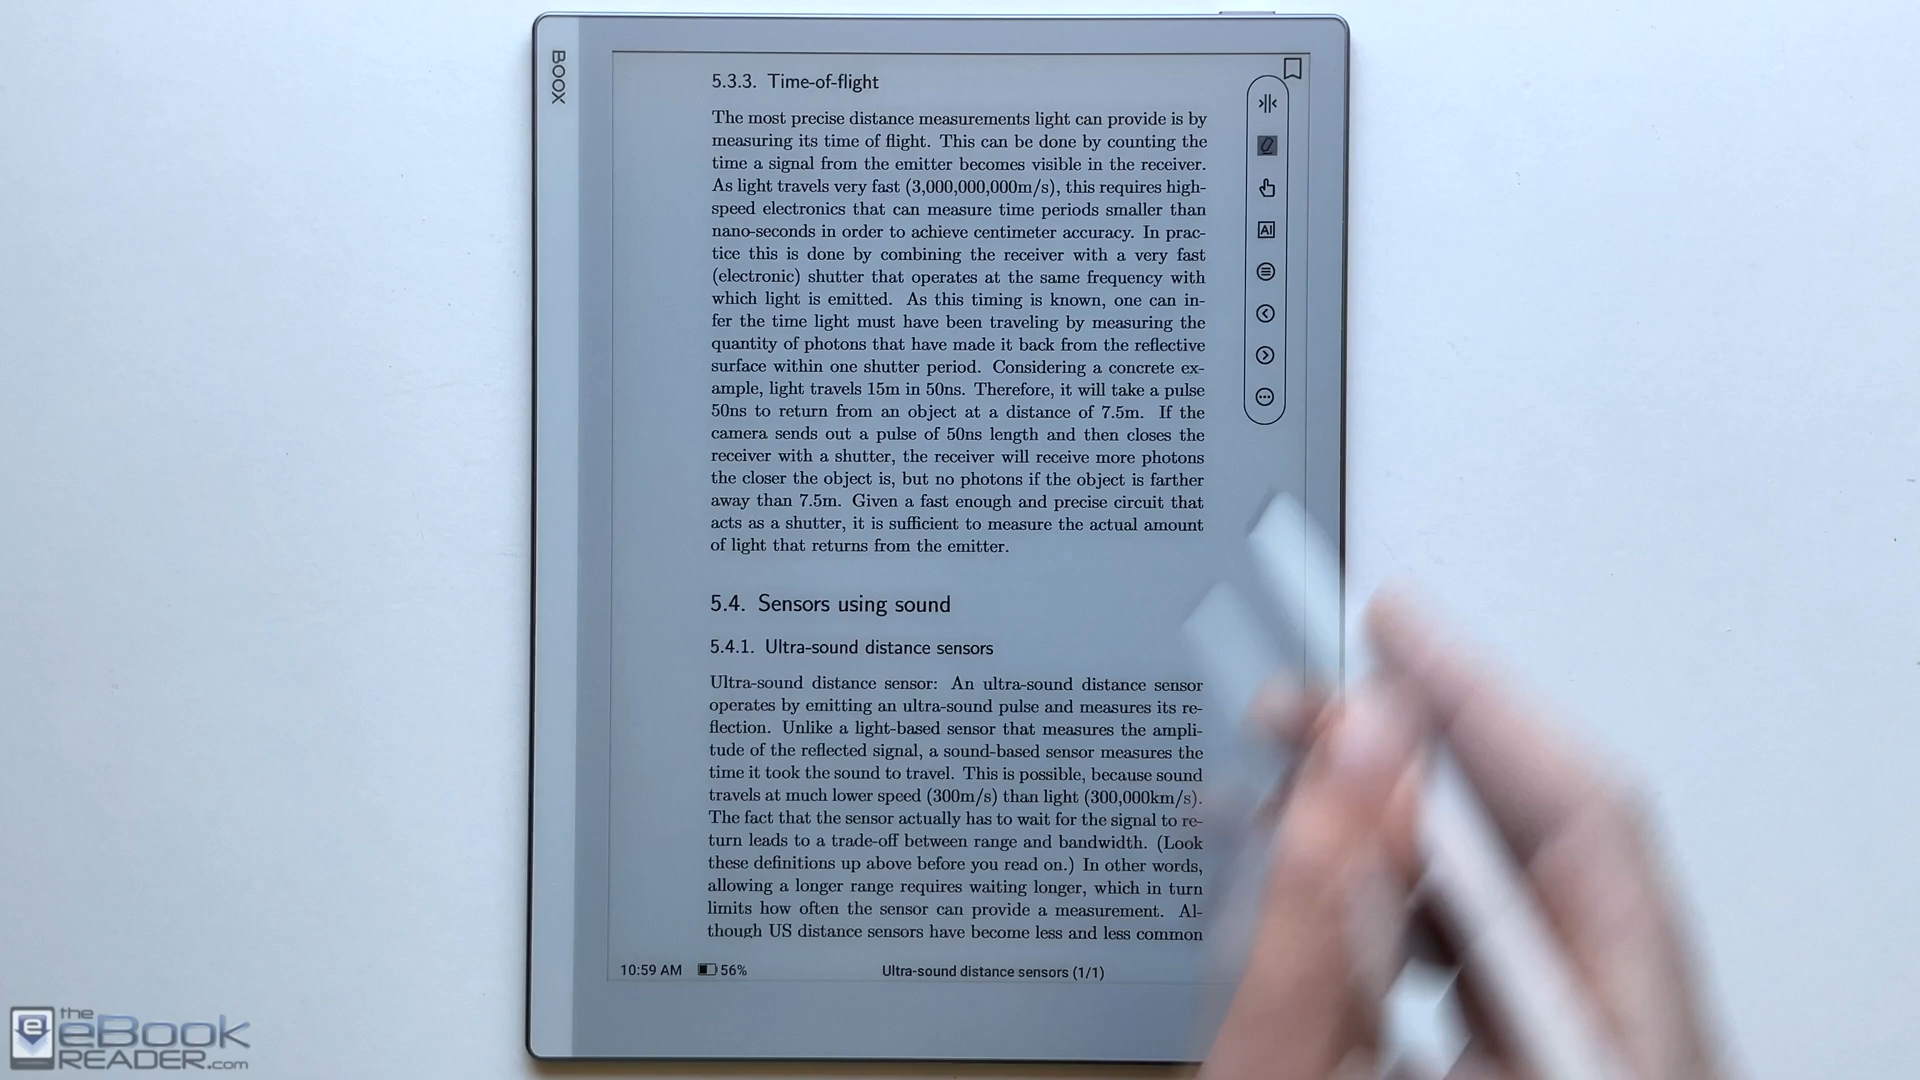 BOOX
5.3.3. Time-of-flight
The most precise distance measurements light can provide is by
measuring its time of flight. This can be done by counting the
time a signal from the emitter becomes visible in the receiver.
As light travels very fast (3,000,000,000m/s), this requires high-
speed electronics that can measure time periods smaller than
nano-seconds in order to achieve centimeter accuracy. In prac-
tice this is done by combining the receiver with a very fast
(electronic) shutter that operates at the same frequency with
which light is emitted. As this timing is known, one can in-
fer the time light must have been traveling by measuring the
quantity of photons that have made it back from the reflective
surface within one shutter period. Considering a concrete ex-
ample, light travels 15m in 50ns. Therefore, it will take a pulse
50ns to return from an object at a distance of 7.5m. If the
camera sends out a pulse of 50ns length and then closes the
receiver with a shutter, the receiver will receive more photons
the closer the object is, but no photons if the object is farther
away than 7.5m. Given a fast enough and precise circuit that
acts as a shutter, it is sufficient to measure the actual amount
of light that returns from the emitter.
5.4. Sensors using sound
5.4.1. Ultra-sound distance sensors
Ultra-sound distance sensor: An ultra-sound distance sensor
operates by emitting an ultra-sound pulse and measures its re-
flection. Unlike a light-based sensor that measures the ampli-
tude of the reflected signal, a sound-based sensor measures the
time it took the sound to travel. This is possible, because sound
travels at much lower speed (300m/s) than light (300,000km/s).
The fact that the sensor actually has to wait for the signal to re-
turn leads to a trade-off between range and bandwidth. (Look
these definitions up above before you read on.) In other words,
allowing a longer range requires waiting longer, which in turn
limits how often the sensor can provide a measurement. Al-
though US distance sensors have become less and less common
10:59 AM 56% Ultra-sound distance sensors (1/1)
AI
the
eBook
READER.com